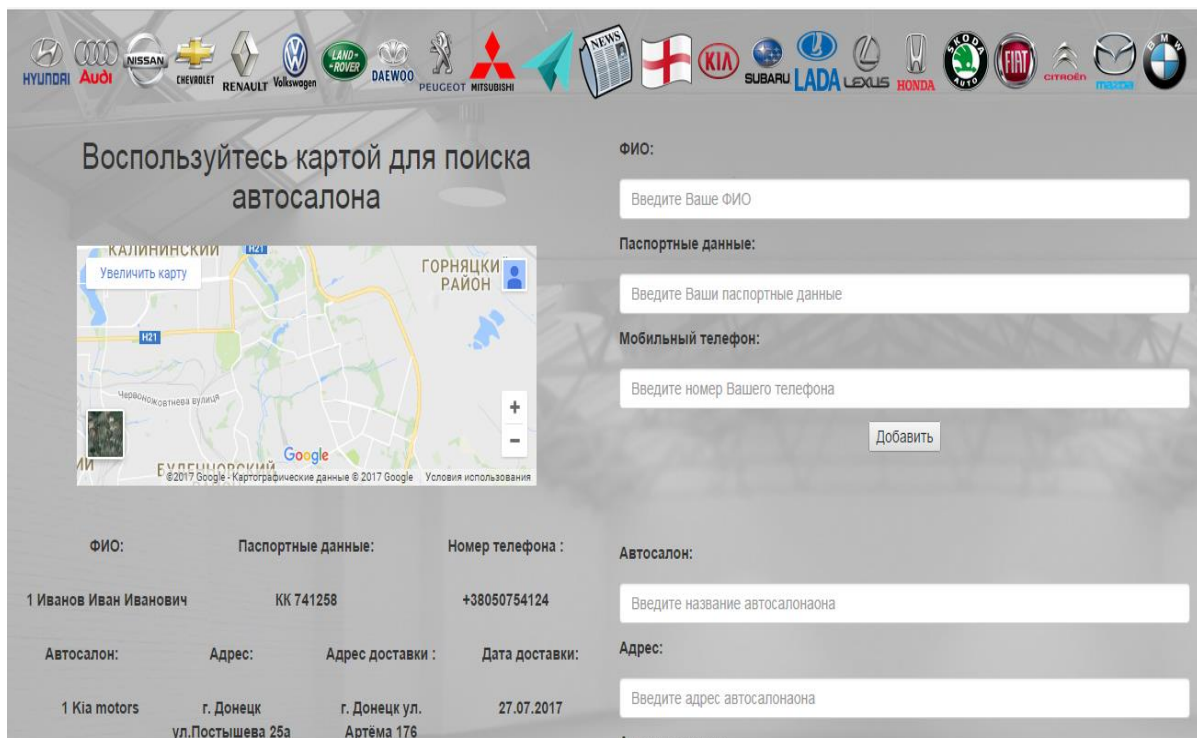 HYUNDAI
Audi
NISSAN
CHEVROLET
RENAULT
Volkswagen
LAND-
-ROVER
DAEWOO
PEUGEOT
MITSUBISHI
NEWS
KIA
SUBARU
LADA
LEXUS
HONDA
SKODA
AUTO
FIAT
CITROËN
mazda
BMW
Воспользуйтесь картой для поиска
автосалона
КАЛИНИНСКИЙ
H21
Увеличить карту
ГОРНЯЦКИ
РАЙОН
H21
Червоножовтнева вулиця
Google
ИЙ
БУДЕННОВСКИЙ
РАЙОН
©2017 Google - Картографические данные © 2017 Google Условия использования
ФИО: Паспортные данные: Номер телефона :
1 Иванов Иван Иванович КК 741258 +38050754124
Автосалон: Адрес: Адрес доставки : Дата доставки:
1 Kia motors г. Донецк г. Донецк ул. 27.07.2017
ул.Постышева 25а Артёма 176
ФИО:
Введите Ваше ФИО
Паспортные данные:
Введите Ваши паспортные данные
Мобильный телефон:
Введите номер Вашего телефона
Добавить
Автосалон:
Введите название автосалонаона
Адрес:
Введите адрес автосалонаона